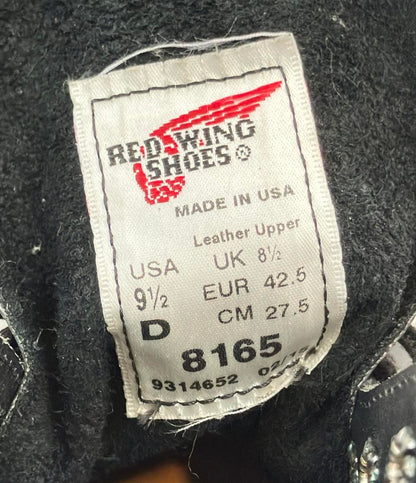 RED WING
SHOES®
MADE IN USA
Leather Upper
USA UK 8½
9½ EUR 42.5
D CM 27.5
8165
9314652